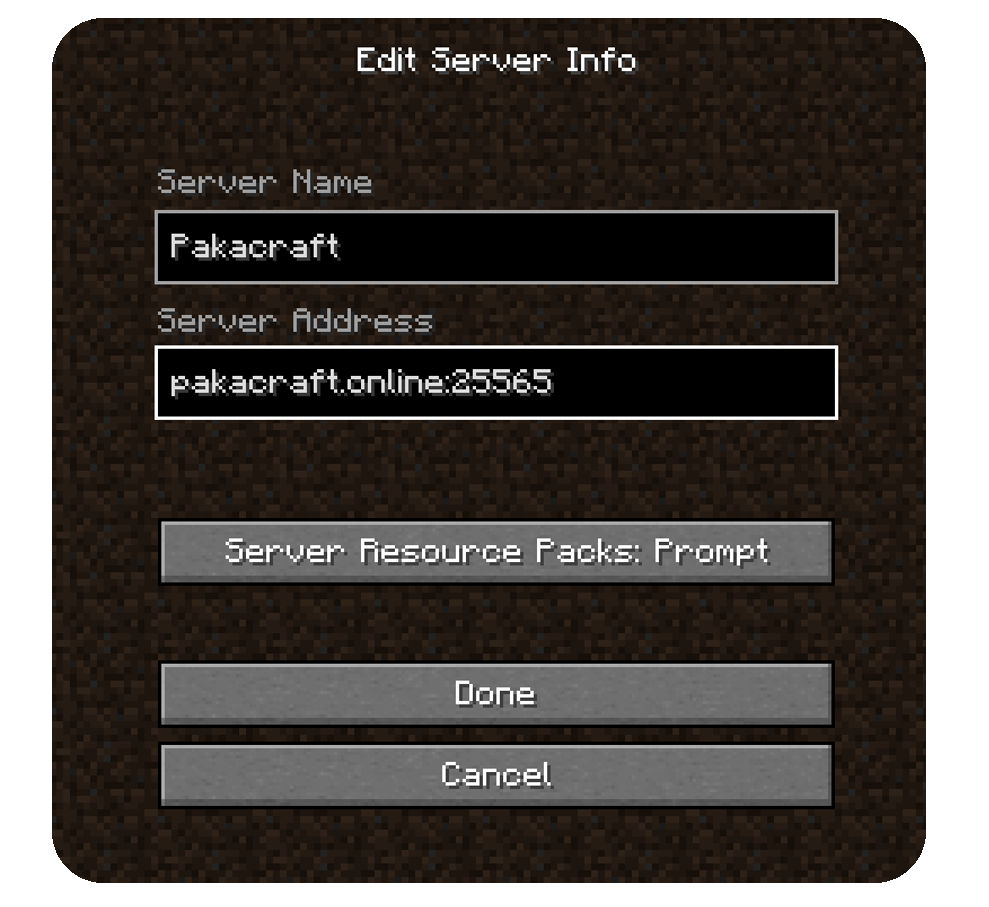 Edit Server Info
Server Name
Pakacraft
Server Address
pakacraft.online:25565
Server Resource Packs: Prompt
Done
Cancel